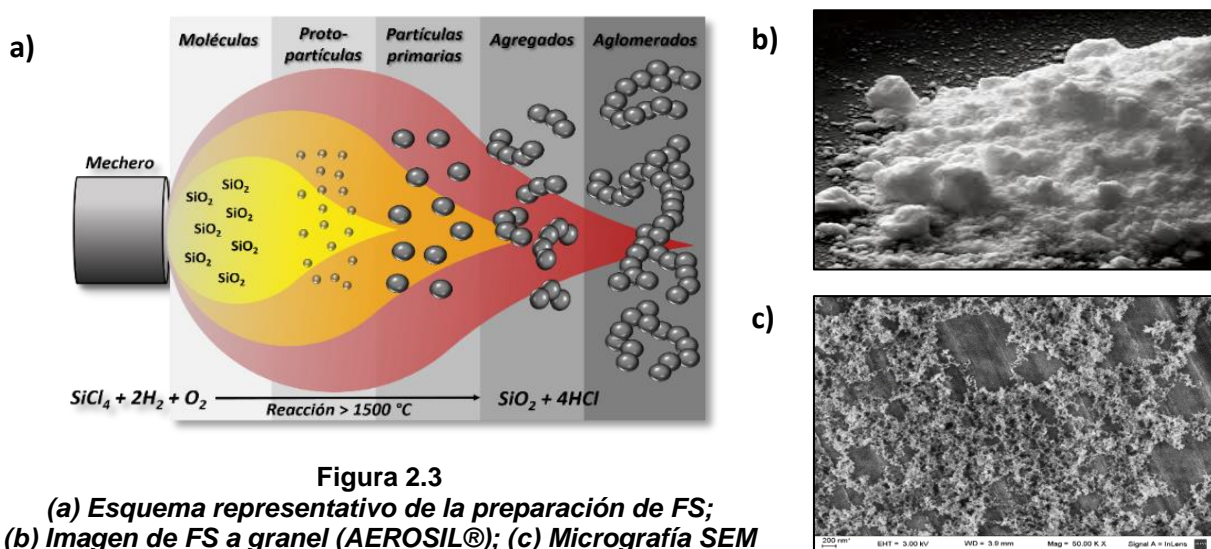 a)
Moléculas
Proto-
partículas
Partículas
primarias
Agregados
Aglomerados
Mechero
SiO₂
SiO₂
SiO₂
SiO₂
SiO₂
SiO₂
SiO₂
SiO₂
SiCl₄ + 2H₂ + O₂
Reacción > 1500 °C
SiO₂ + 4HCl
b)
c)
200 nm
EHT = 3.00 kV
WD = 3.9 mm
Mag = 50.00 K X
Signal A = InLens
Figura 2.3
(a) Esquema representativo de la preparación de FS;
(b) Imagen de FS a granel (AEROSIL®); (c) Micrografía SEM